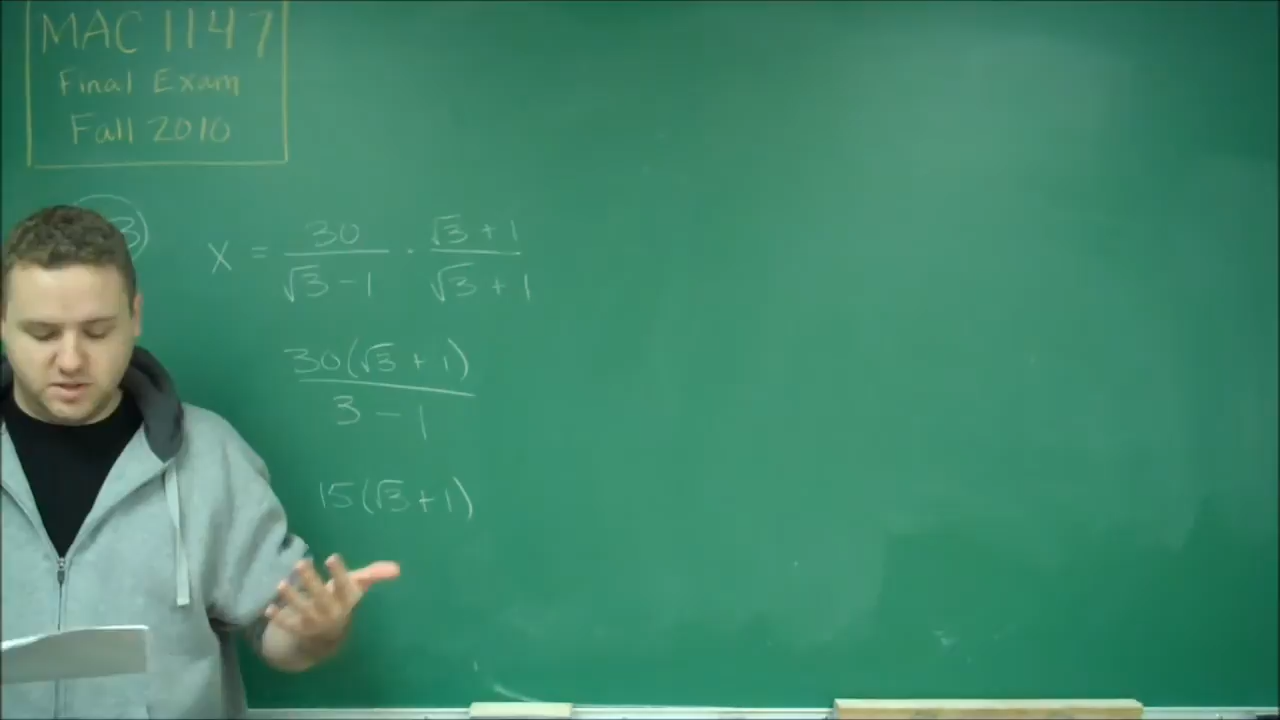 MAC 1147
Final Exam
Fall 2010
3)
x = 30/(√3 - 1) · (√3 + 1)/(√3 + 1)
30(√3 + 1)/(3 - 1)
15(√3 + 1)